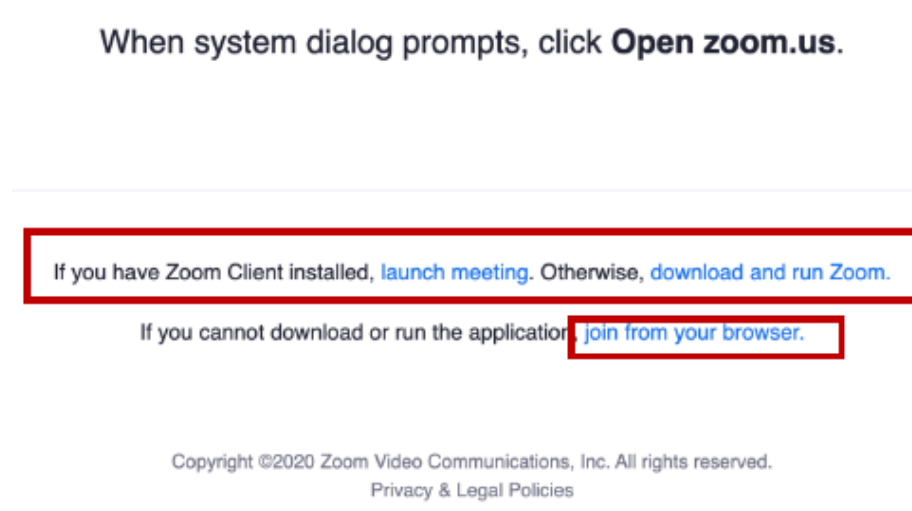 When system dialog prompts, click Open zoom.us.
If you have Zoom Client installed, launch meeting. Otherwise, download and run Zoom.
If you cannot download or run the application, join from your browser.
Copyright ©2020 Zoom Video Communications, Inc. All rights reserved.
Privacy & Legal Policies